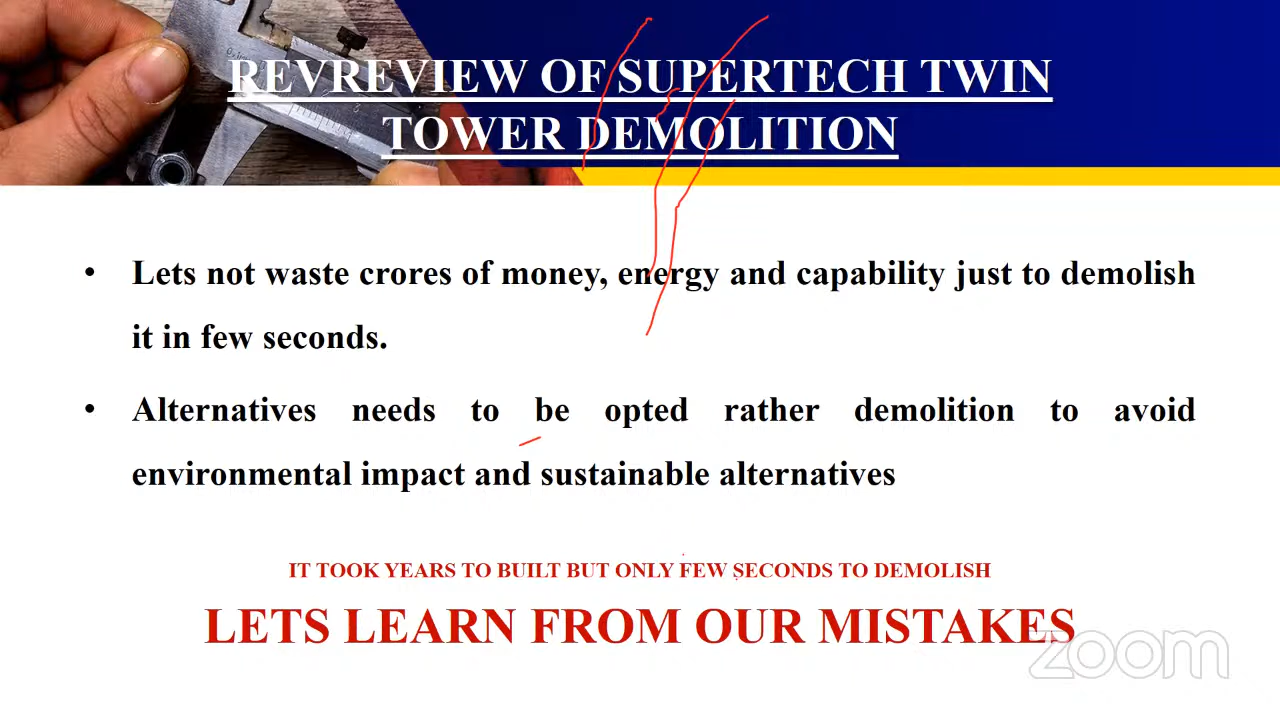 REVREVIEW OF SUPERTECH TWIN
TOWER DEMOLITION
• Lets not waste crores of money, energy and capability just to demolish
it in few seconds.
• Alternatives needs to be opted rather demolition to avoid
environmental impact and sustainable alternatives
IT TOOK YEARS TO BUILT BUT ONLY FEW SECONDS TO DEMOLISH
LETS LEARN FROM OUR MISTAKES
zoom